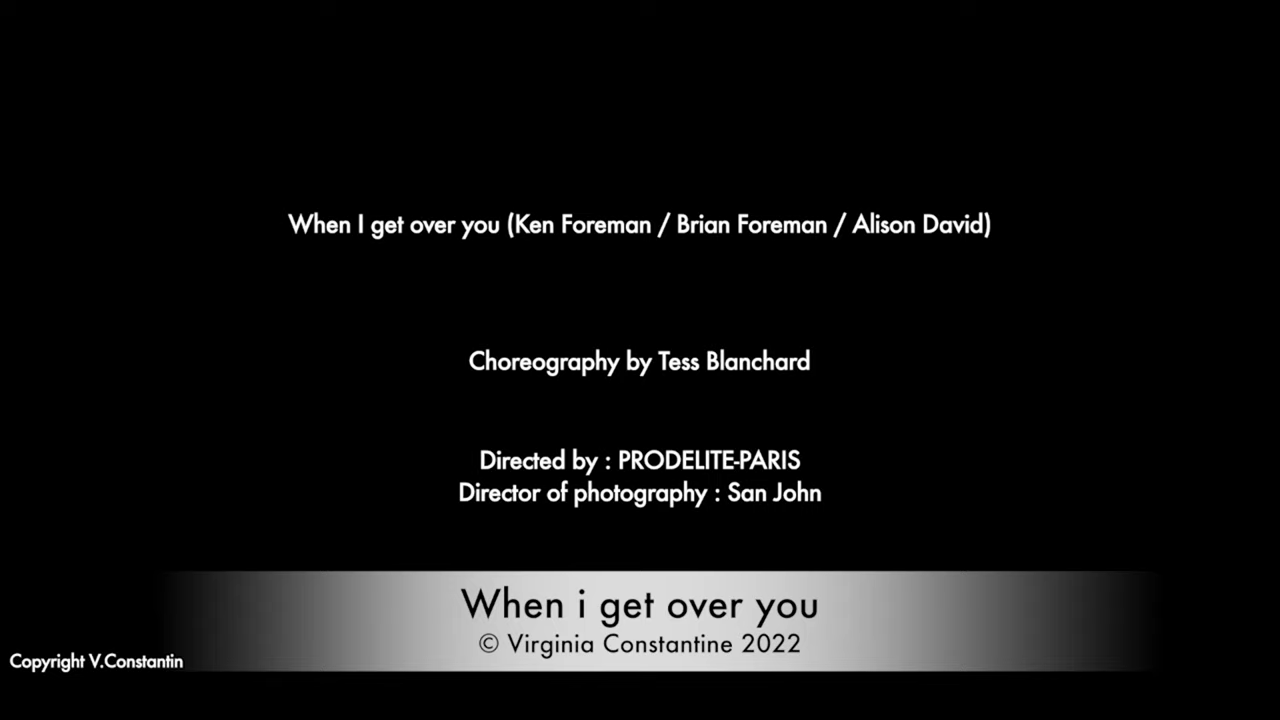 When I get over you (Ken Foreman / Brian Foreman / Alison David)
Choreography by Tess Blanchard
Directed by : PRODELITE-PARIS
Director of photography : San John
When i get over you
© Virginia Constantine 2022
Copyright V.Constantin